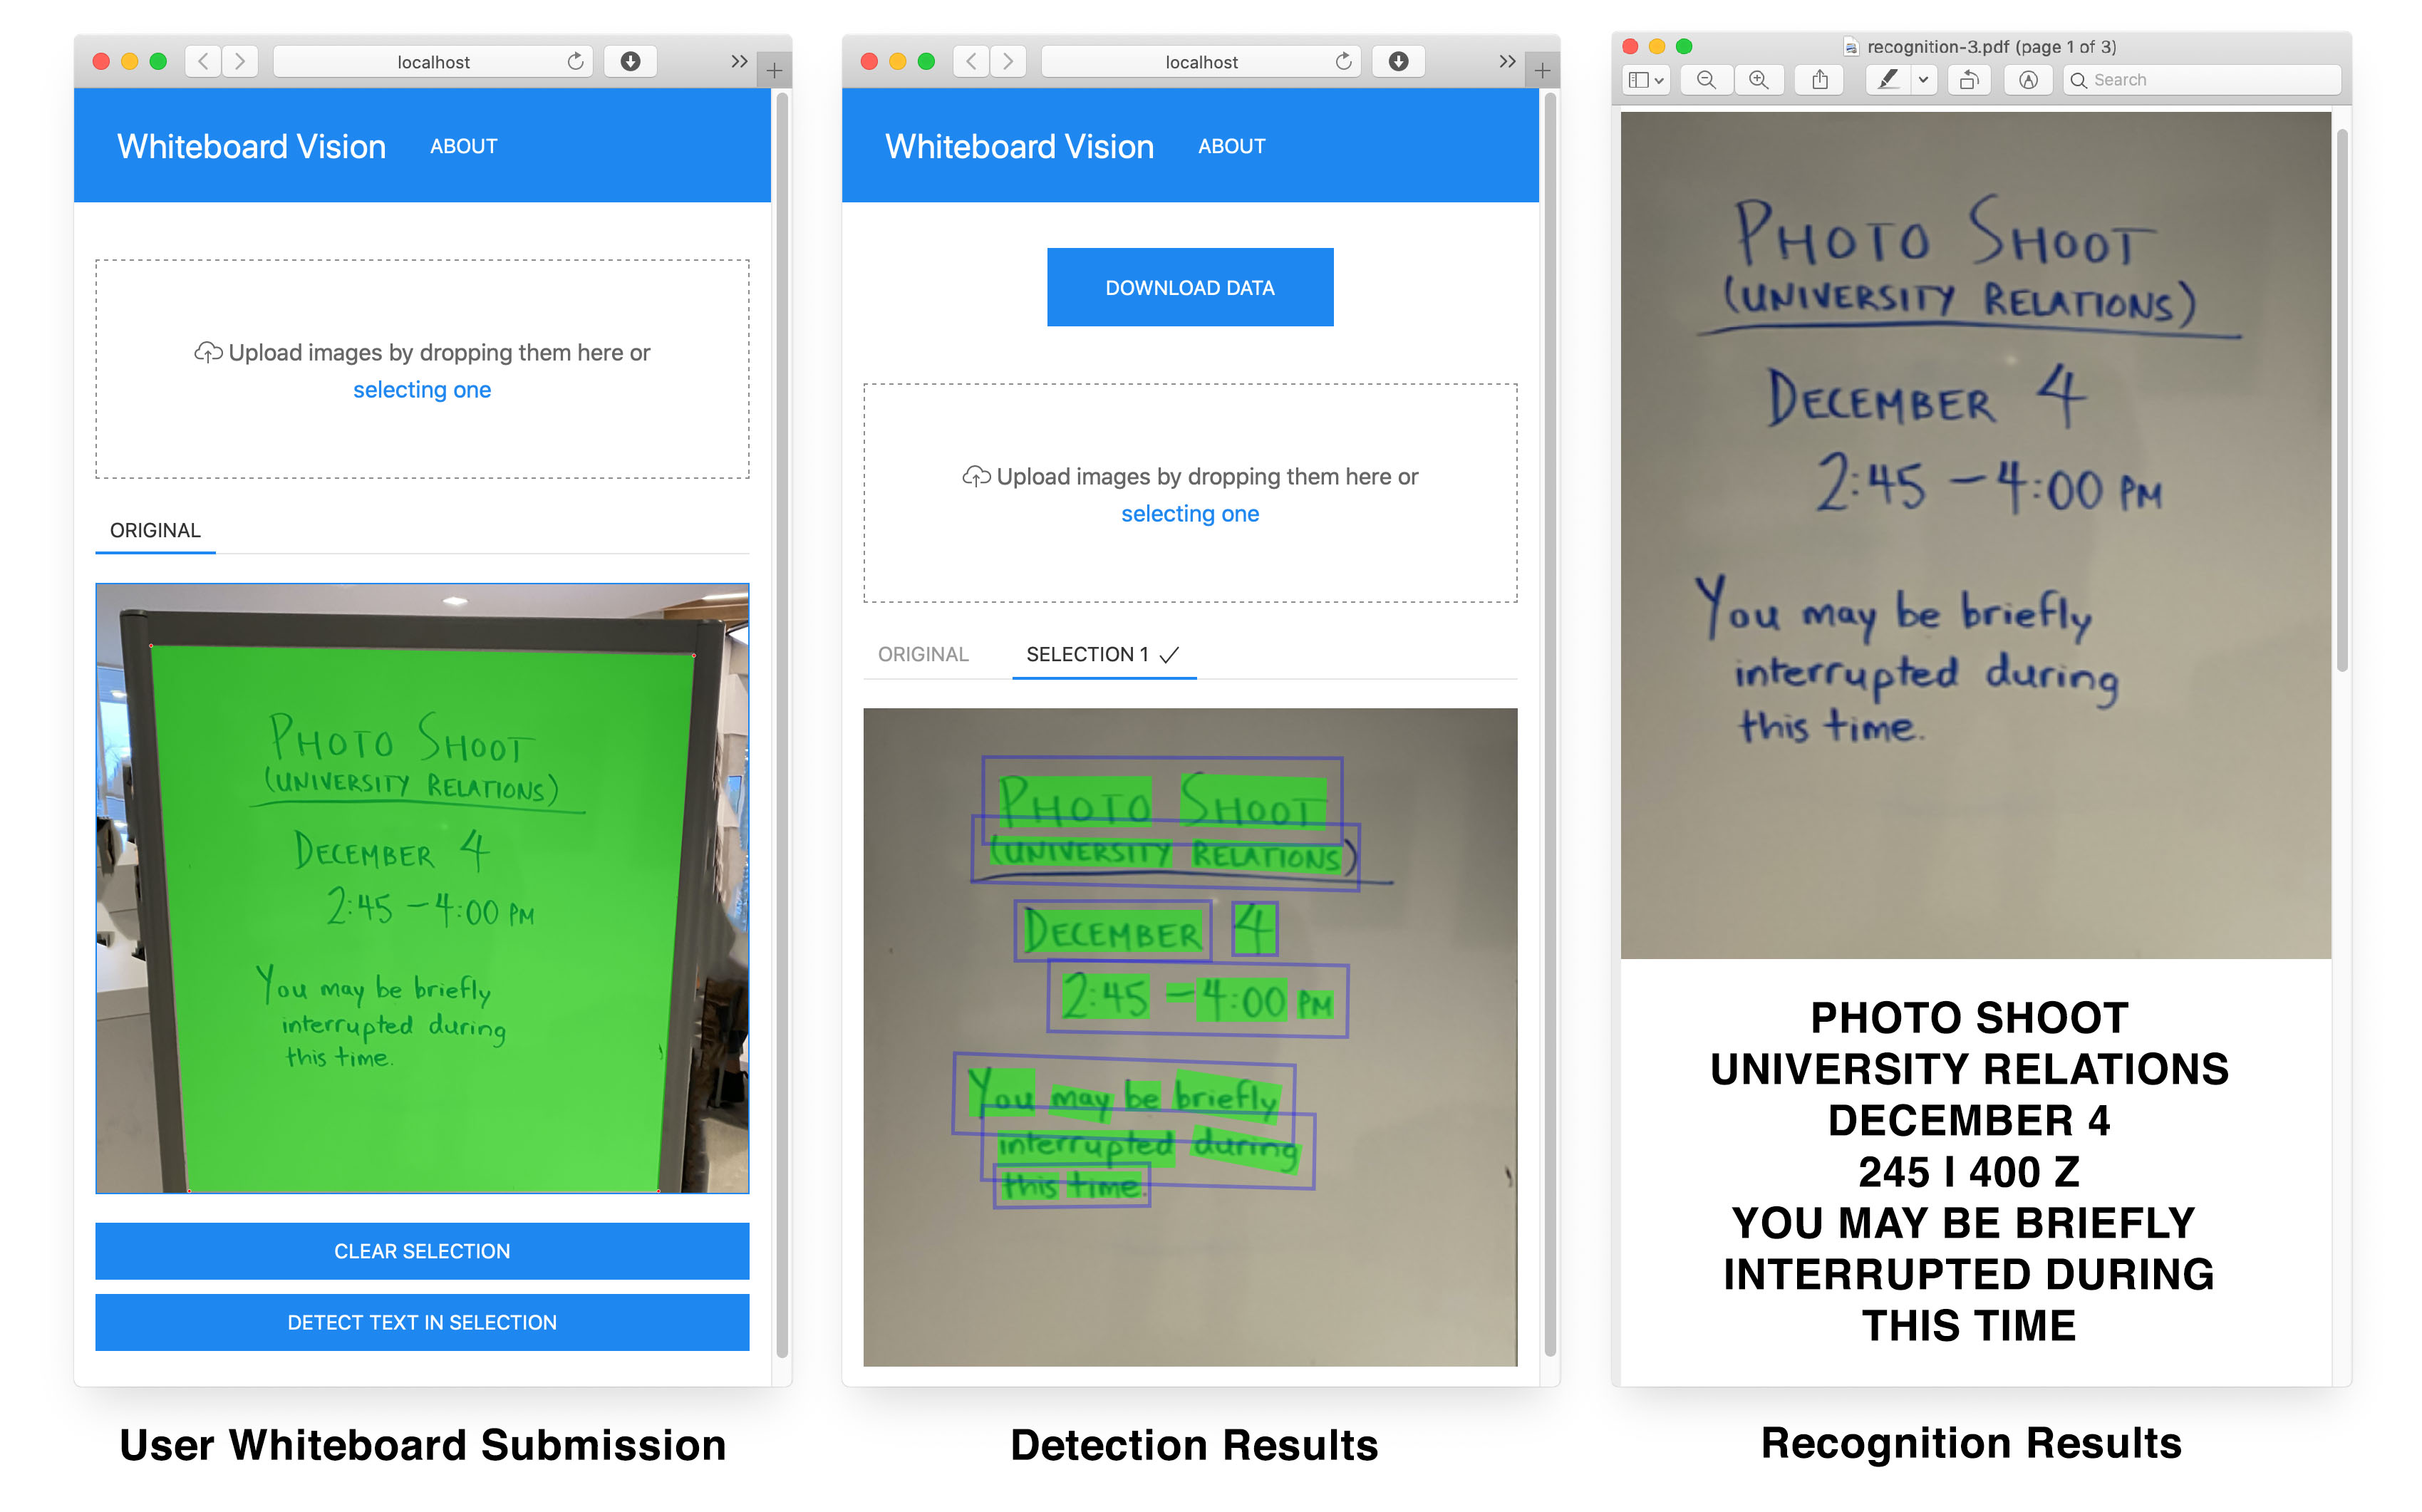 localhost
Whiteboard Vision ABOUT
Upload images by dropping them here or
selecting one
ORIGINAL
PHOTO SHOOT
(UNIVERSITY RELATIONS)
DECEMBER 4
2:45 - 4:00 PM
You may be briefly
interrupted during
this time.
CLEAR SELECTION
DETECT TEXT IN SELECTION
User Whiteboard Submission
localhost
Whiteboard Vision ABOUT
DOWNLOAD DATA
Upload images by dropping them here or
selecting one
ORIGINAL SELECTION 1 ✓
PHOTO SHOOT
(UNIVERSITY RELATIONS)
DECEMBER 4
2:45 - 4:00 PM
You may be briefly
interrupted during
this time.
Detection Results
recognition-3.pdf (page 1 of 3)
Search
PHOTO SHOOT
(UNIVERSITY RELATIONS)
DECEMBER 4
2:45 - 4:00 PM
You may be briefly
interrupted during
this time.
PHOTO SHOOT
UNIVERSITY RELATIONS
DECEMBER 4
245 I 400 Z
YOU MAY BE BRIEFLY
INTERRUPTED DURING
THIS TIME
Recognition Results